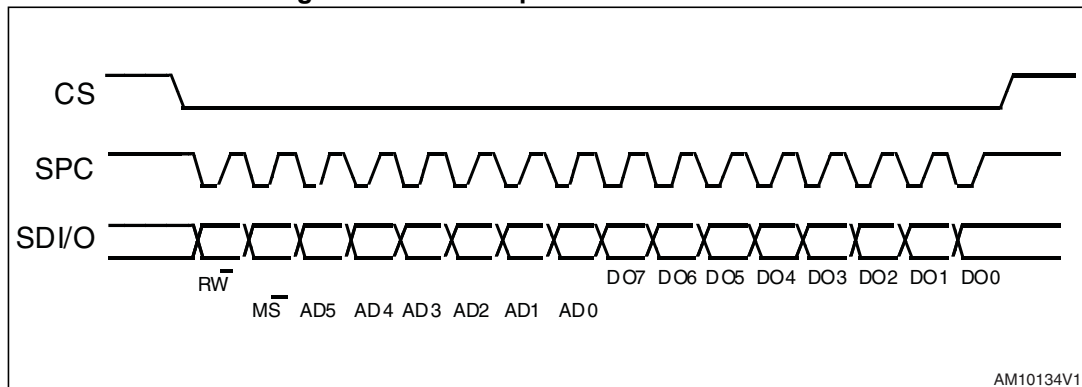 CS
SPC
SDI/O
RW DO7 DO6 DO5 DO4 DO3 DO2 DO1 DO0
MS AD5 AD4 AD3 AD2 AD1 AD0
AM10134V1